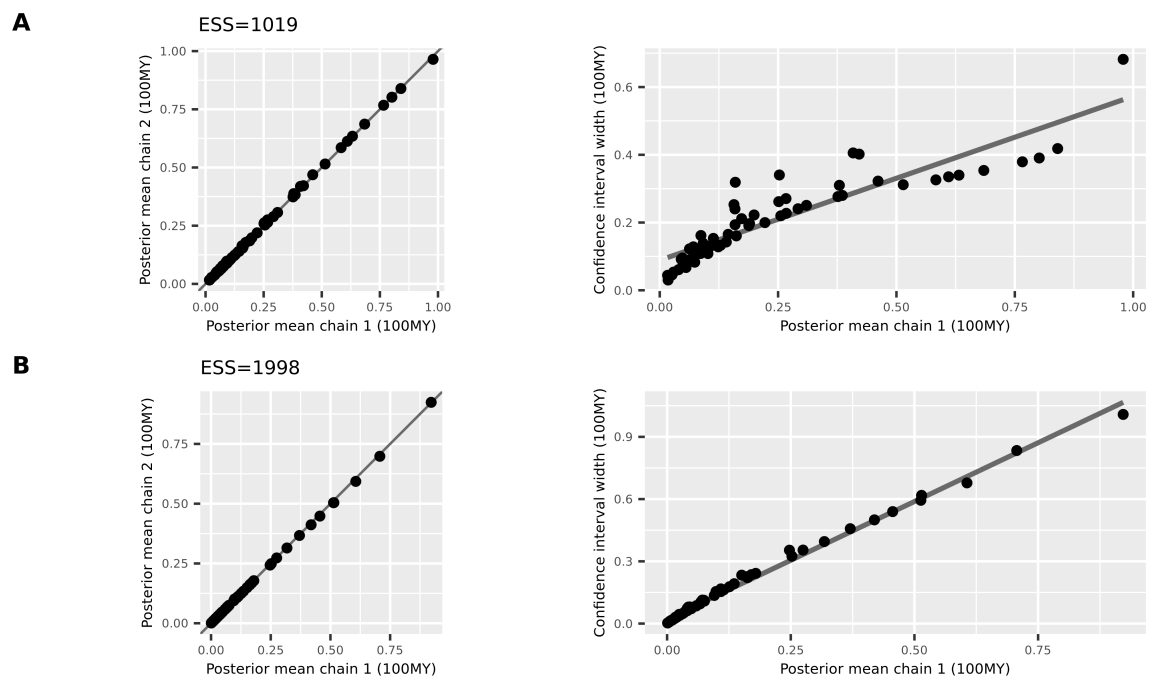 A
ESS=1019
Posterior mean chain 2 (100MY)
1.00
0.75
0.50
0.25
0.00
0.00 0.25 0.50 0.75 1.00
Posterior mean chain 1 (100MY)
Confidence interval width (100MY)
0.6
0.4
0.2
0.0
0.00 0.25 0.50 0.75 1.00
Posterior mean chain 1 (100MY)
B
ESS=1998
Posterior mean chain 2 (100MY)
0.75
0.50
0.25
0.00
0.00 0.25 0.50 0.75
Posterior mean chain 1 (100MY)
Confidence interval width (100MY)
0.9
0.6
0.3
0.0
0.00 0.25 0.50 0.75
Posterior mean chain 1 (100MY)